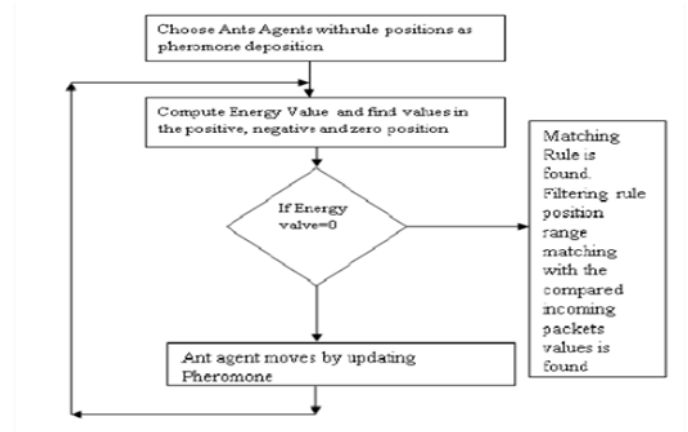 Choose Ants Agents withrule positions as
pheromone deposition
Compute Energy Value and find values in
the positive, negative and zero position
If Energy
valve=0
Matching
Rule is
found.
Filtering rule
position
range
matching
with the
compared
incoming
packets
values is
found
Ant agent moves by updating
Pheromone